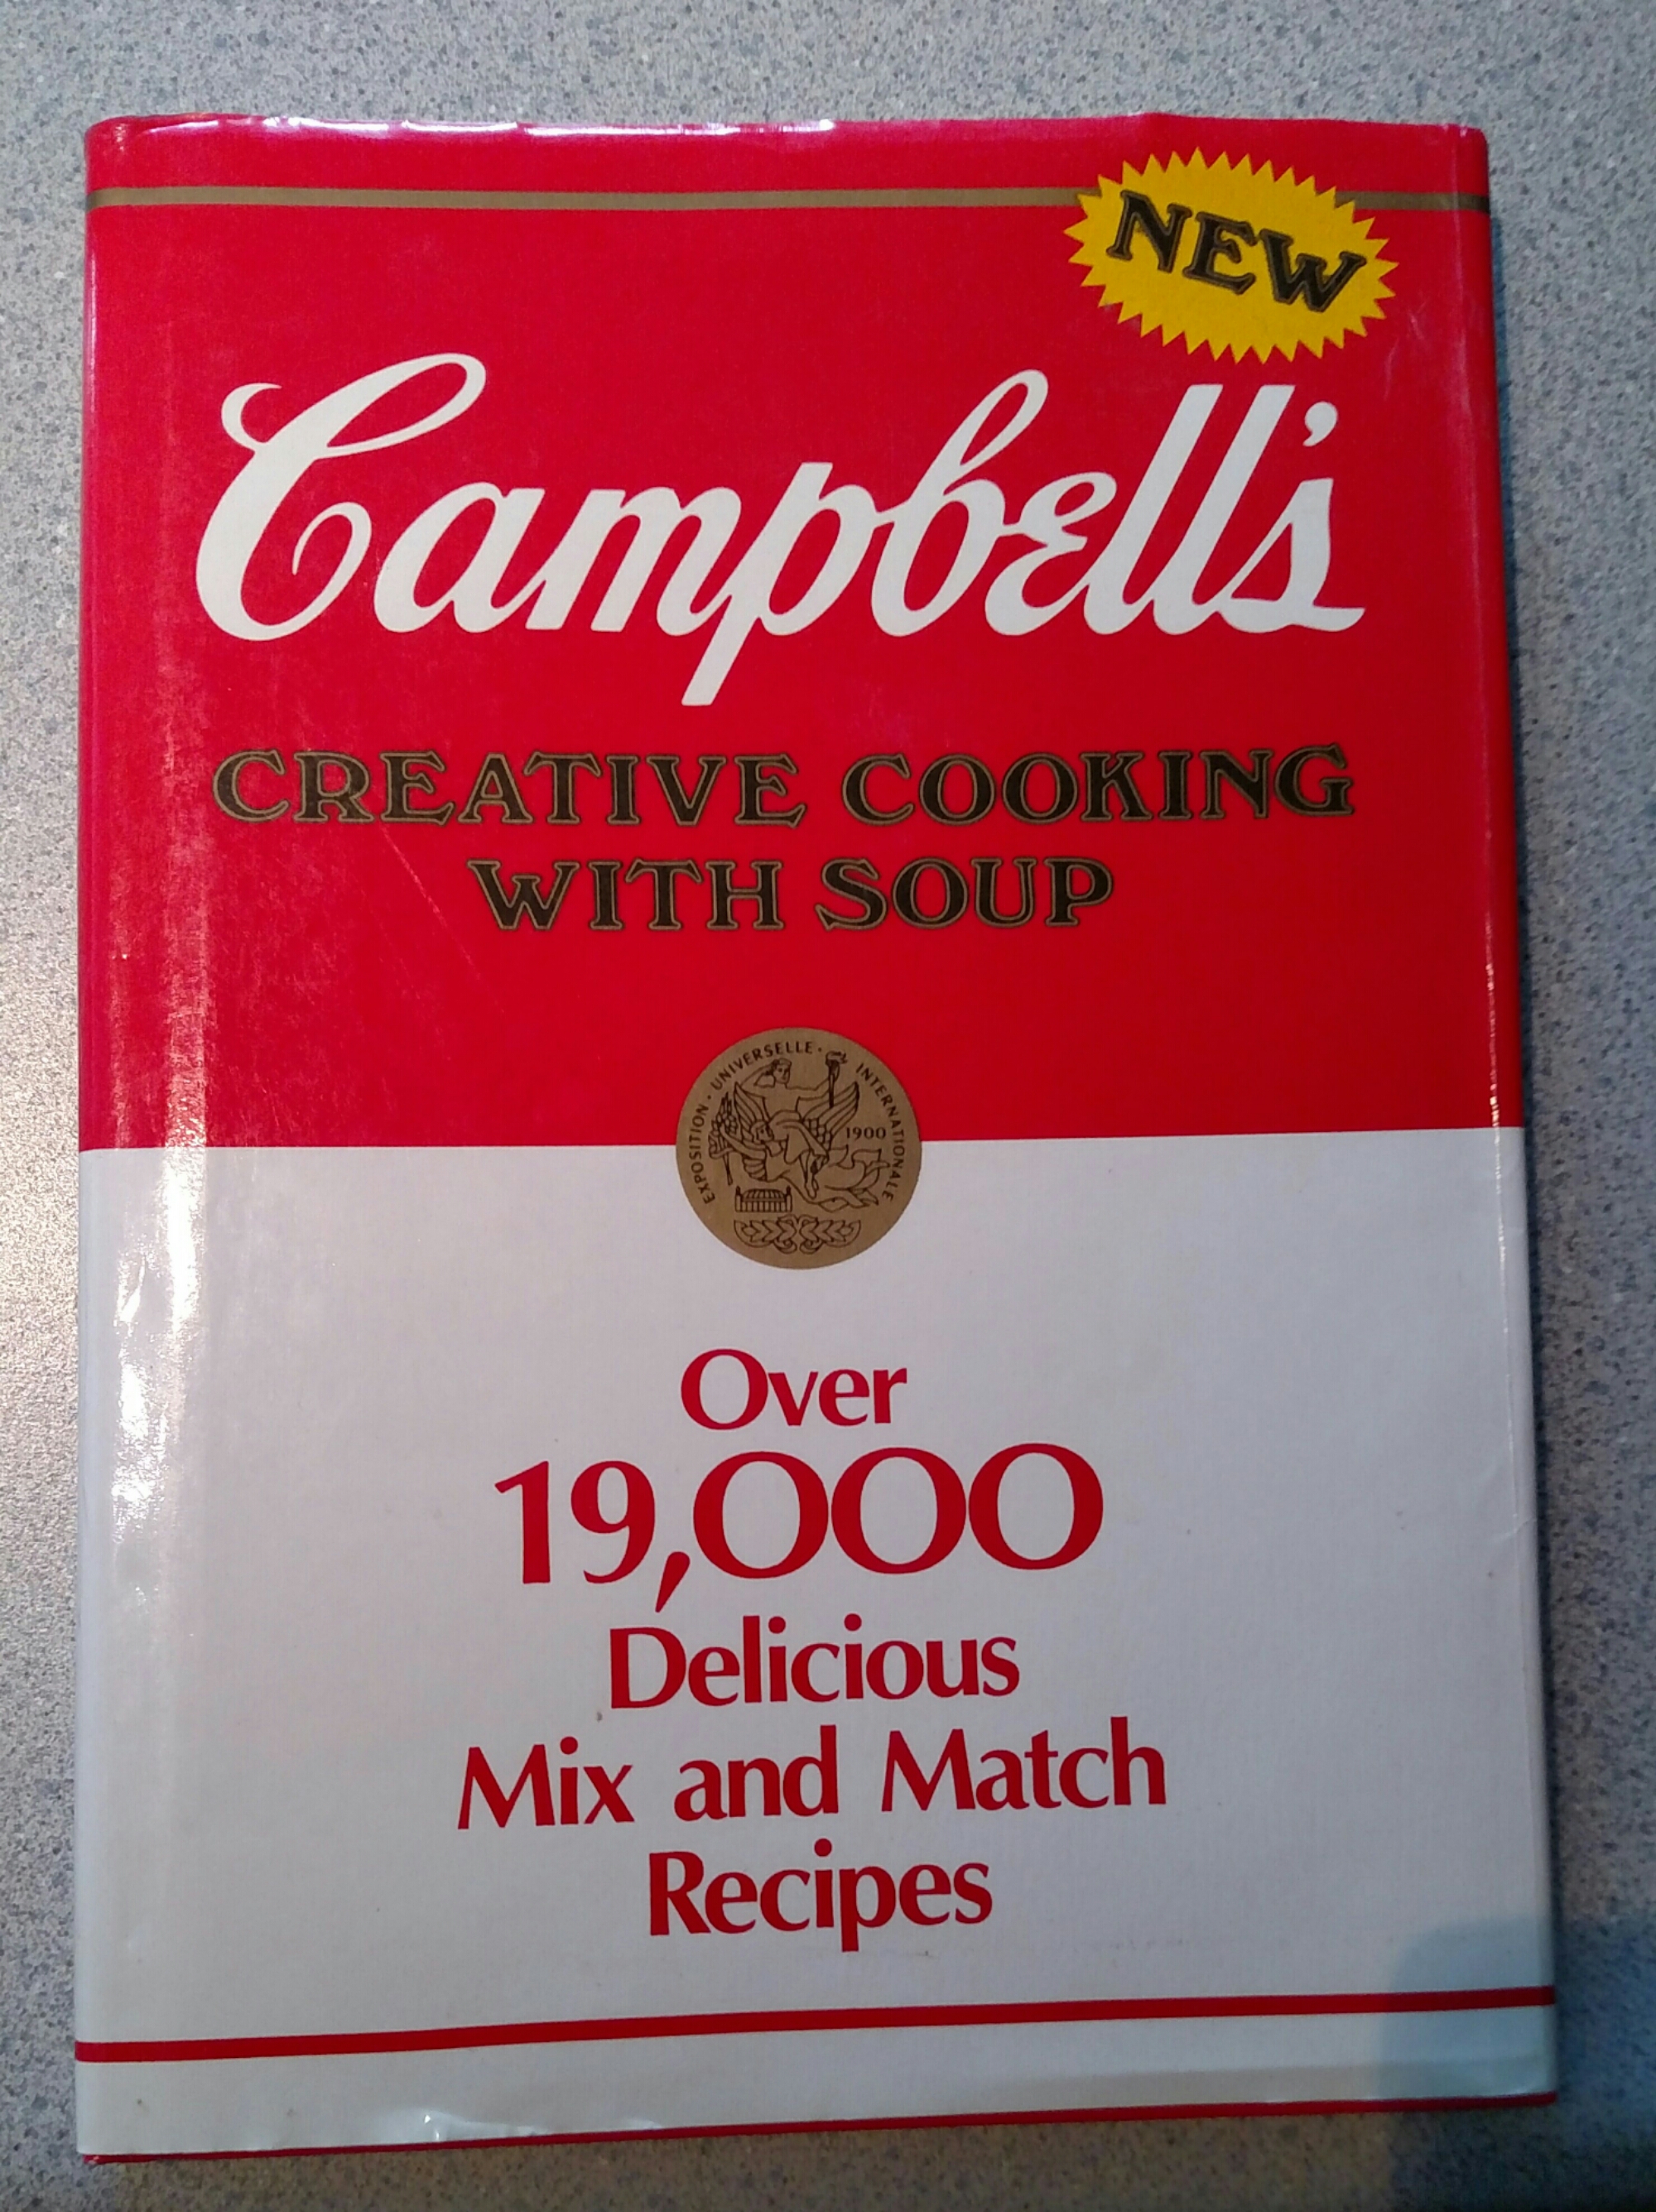 NEW
Campbell's
CREATIVE COOKING
WITH SOUP
EXPOSITION · UNIVERSELLE · INTERNATIONALE
1900
Over
19,000
Delicious
Mix and Match
Recipes